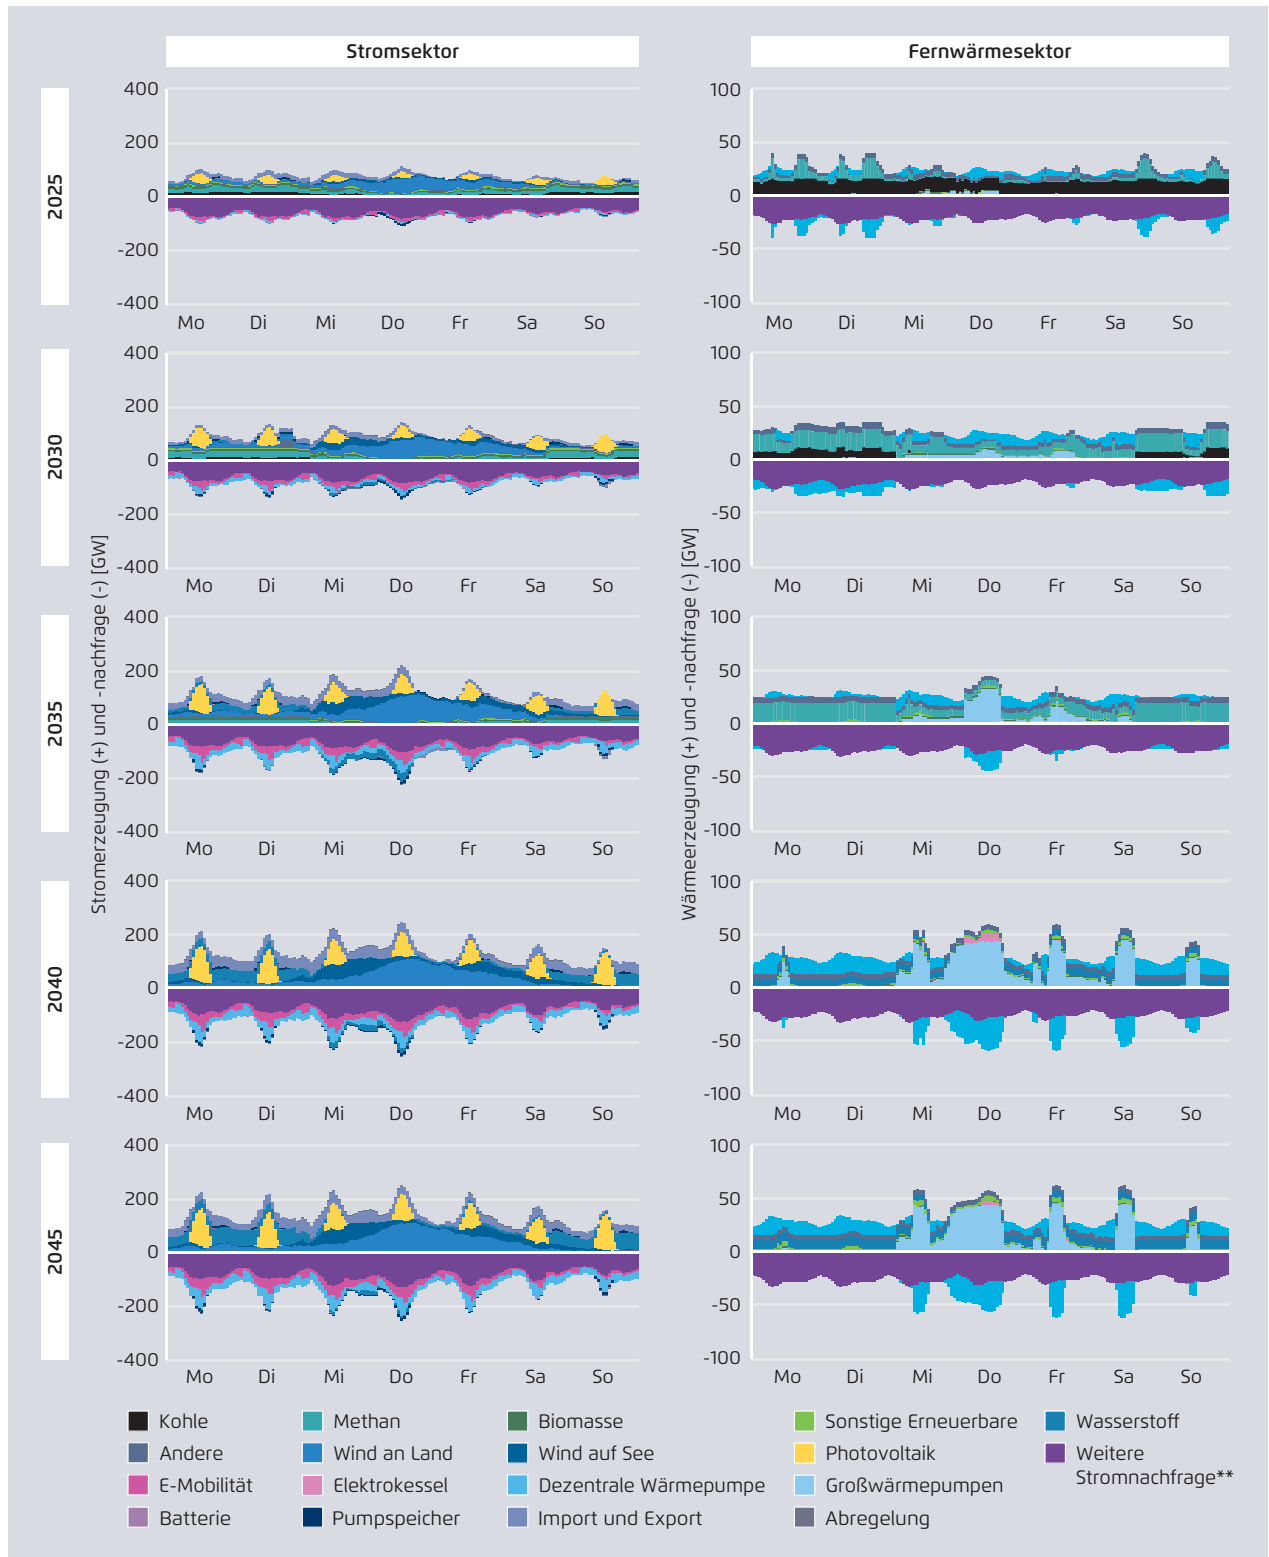 Stromsektor
Fernwärmesektor
Stromerzeugung (+) und -nachfrage (-) [GW]
Wärmeerzeugung (+) und -nachfrage (-) [GW]
2025
400
200
0
-200
-400
Mo Di Mi Do Fr Sa So
100
50
0
-50
-100
Mo Di Mi Do Fr Sa So
2030
400
200
0
-200
-400
Mo Di Mi Do Fr Sa So
100
50
0
-50
-100
Mo Di Mi Do Fr Sa So
2035
400
200
0
-200
-400
Mo Di Mi Do Fr Sa So
100
50
0
-50
-100
Mo Di Mi Do Fr Sa So
2040
400
200
0
-200
-400
Mo Di Mi Do Fr Sa So
100
50
0
-50
-100
Mo Di Mi Do Fr Sa So
2045
400
200
0
-200
-400
Mo Di Mi Do Fr Sa So
100
50
0
-50
-100
Mo Di Mi Do Fr Sa So
Kohle
Methan
Biomasse
Sonstige Erneuerbare
Wasserstoff
Andere
Wind an Land
Wind auf See
Photovoltaik
Weitere
Stromnachfrage**
E-Mobilität
Elektrokessel
Dezentrale Wärmepumpe
Großwärmepumpen
Batterie
Pumpspeicher
Import und Export
Abregelung